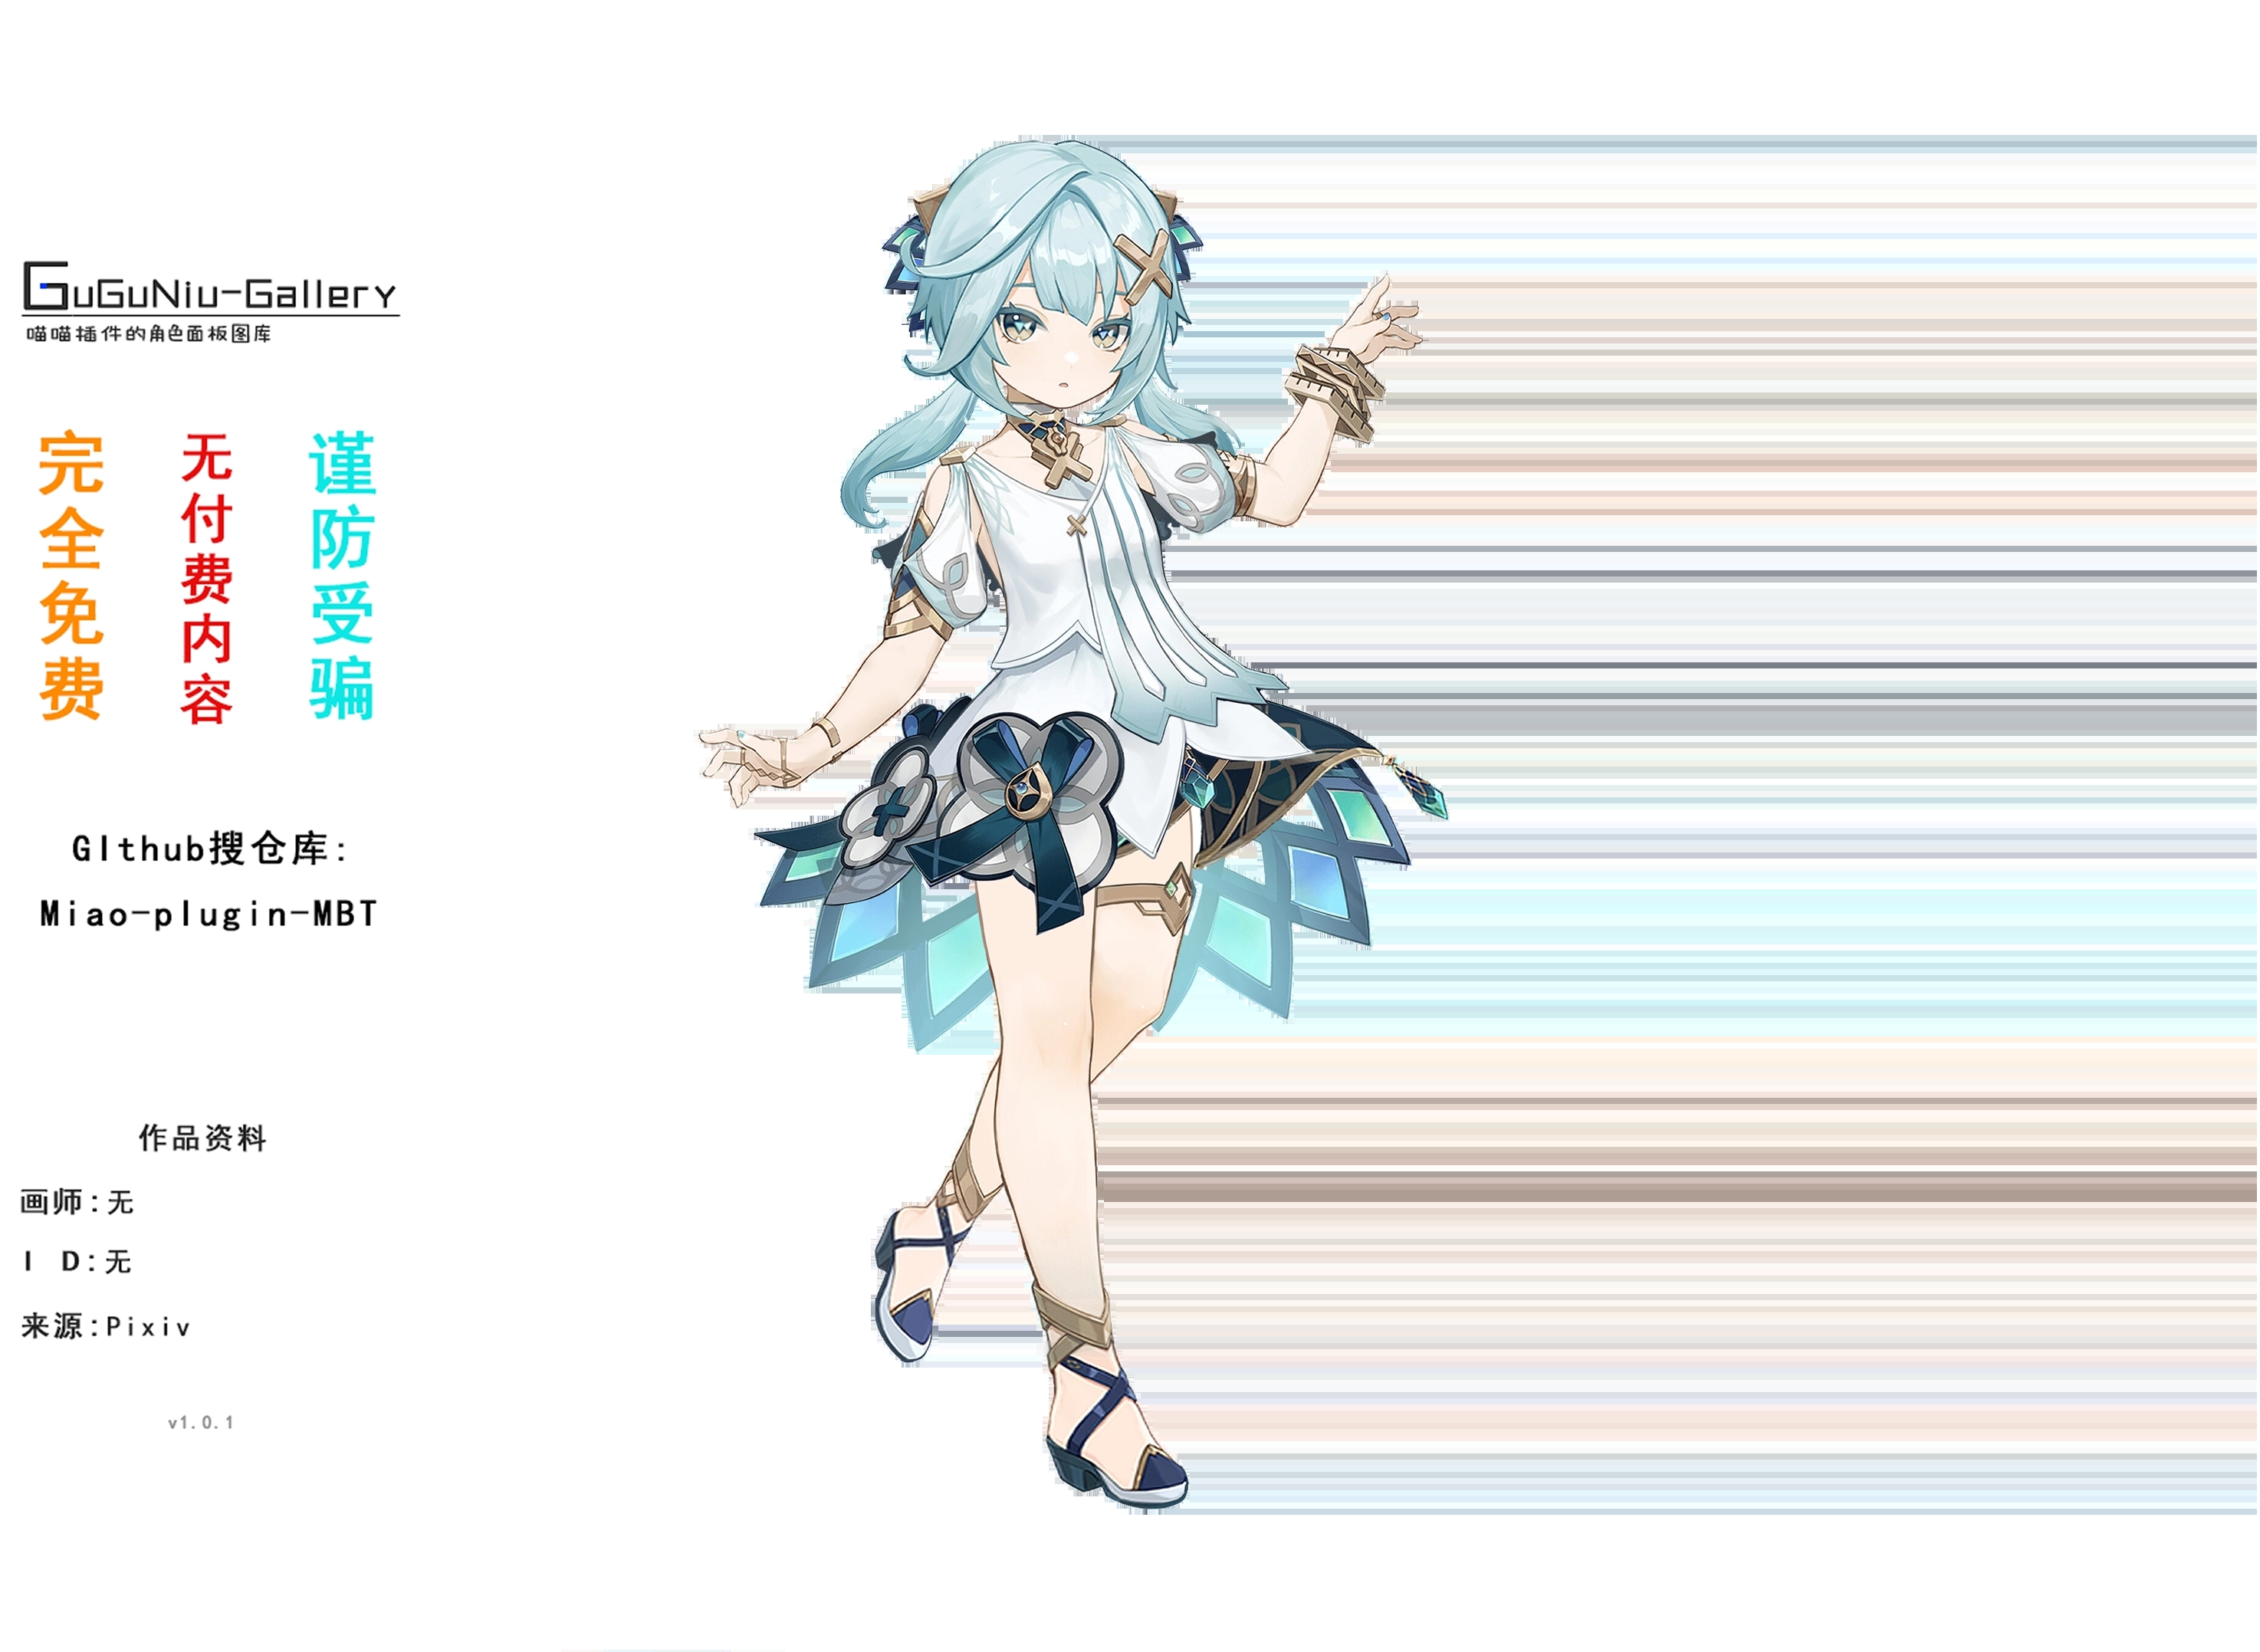 GuGuNiu-Gallery
喵喵插件的角色面板图库
完全免费
无付费内容
谨防受骗
GIthub搜仓库:
Miao-plugin-MBT
作品资料
画师:无
I D:无
来源:Pixiv
v1.0.1